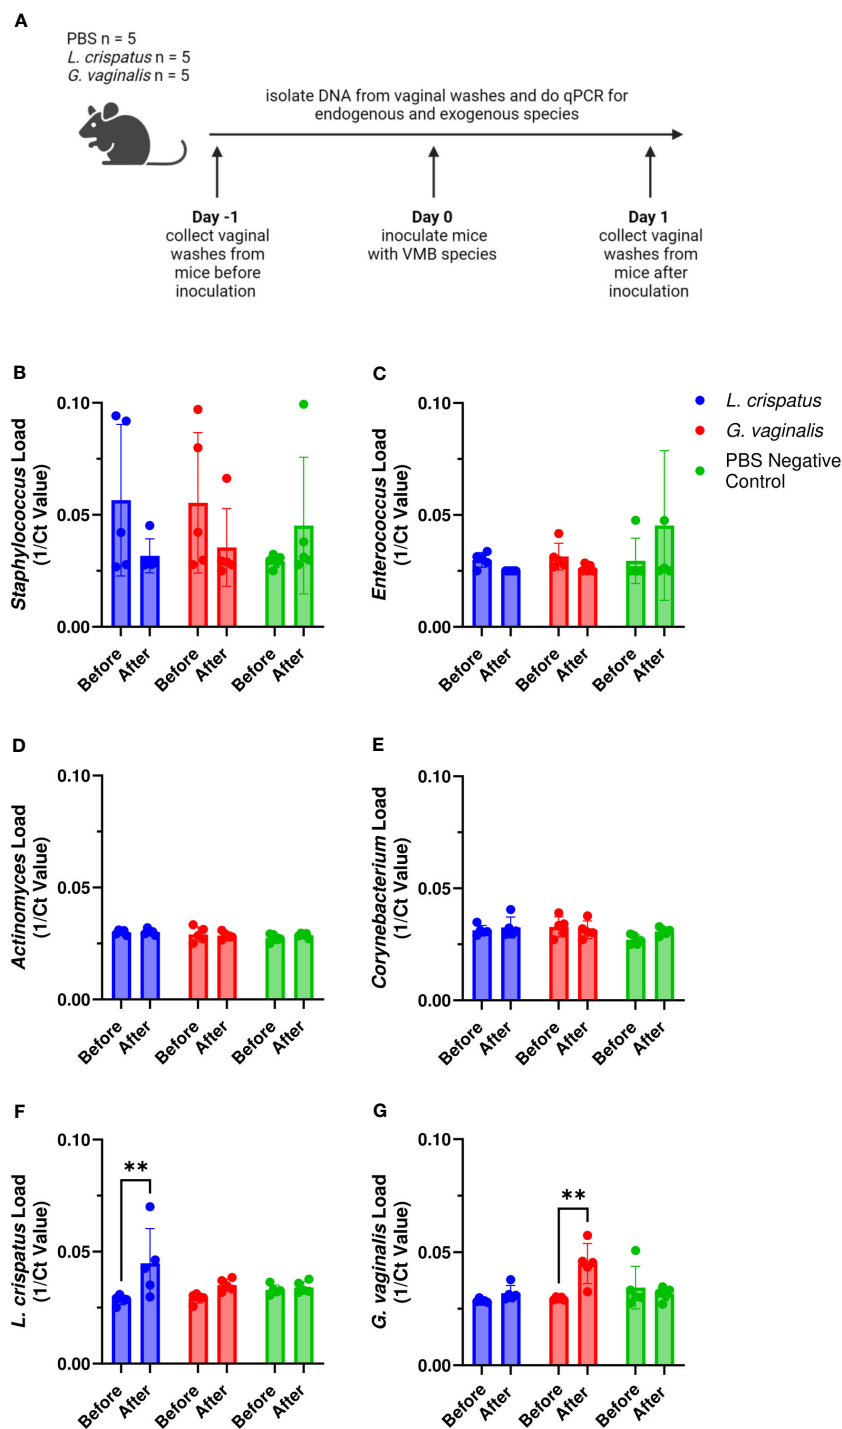 A
PBS n = 5
L. crispatus n = 5
G. vaginalis n = 5
isolate DNA from vaginal washes and do qPCR for
endogenous and exogenous species
Day -1
collect vaginal
washes from
mice before
inoculation
Day 0
inoculate mice
with VMB species
Day 1
collect vaginal
washes from
mice after
inoculation
B
Staphylococcus Load
(1/Ct Value)
0.10
0.05
0.00
Before
After
Before
After
Before
After
C
Enterococcus Load
(1/Ct Value)
0.10
0.05
0.00
Before
After
Before
After
Before
After
L. crispatus
G. vaginalis
PBS Negative
Control
D
Actinomyces Load
(1/Ct Value)
0.10
0.05
0.00
Before
After
Before
After
Before
After
E
Corynebacterium Load
(1/Ct Value)
0.10
0.05
0.00
Before
After
Before
After
Before
After
F
L. crispatus Load
(1/Ct Value)
0.10
0.05
0.00
**
Before
After
Before
After
Before
After
G
G. vaginalis Load
(1/Ct Value)
0.10
0.05
0.00
**
Before
After
Before
After
Before
After